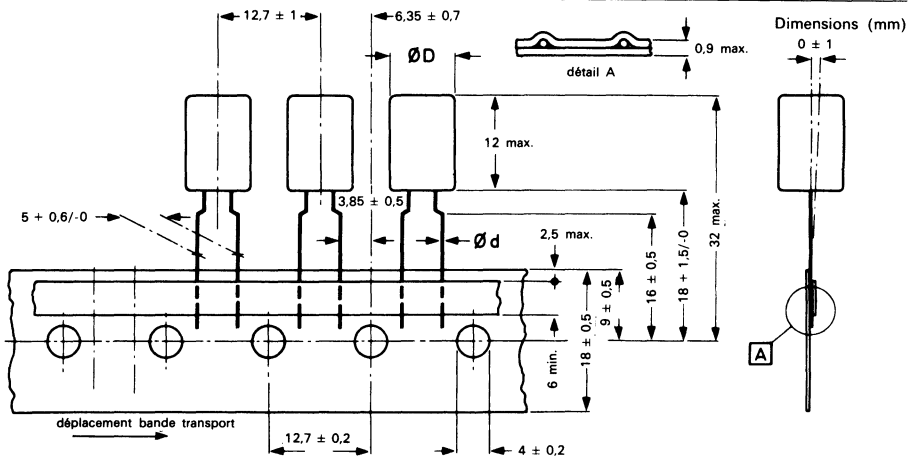 12,7 ± 1
6,35 ± 0,7
Dimensions (mm)
0 ± 1
0,9 max.
ØD
détail A
12 max.
32 max.
3,85 ± 0,5
5 + 0,6/-0
Ød
2,5 max.
16 ± 0,5
18 + 1,5/-0
9 ± 0,5
18 ± 0,5
6 min.
A
déplacement bande transport
12,7 ± 0,2
4 ± 0,2